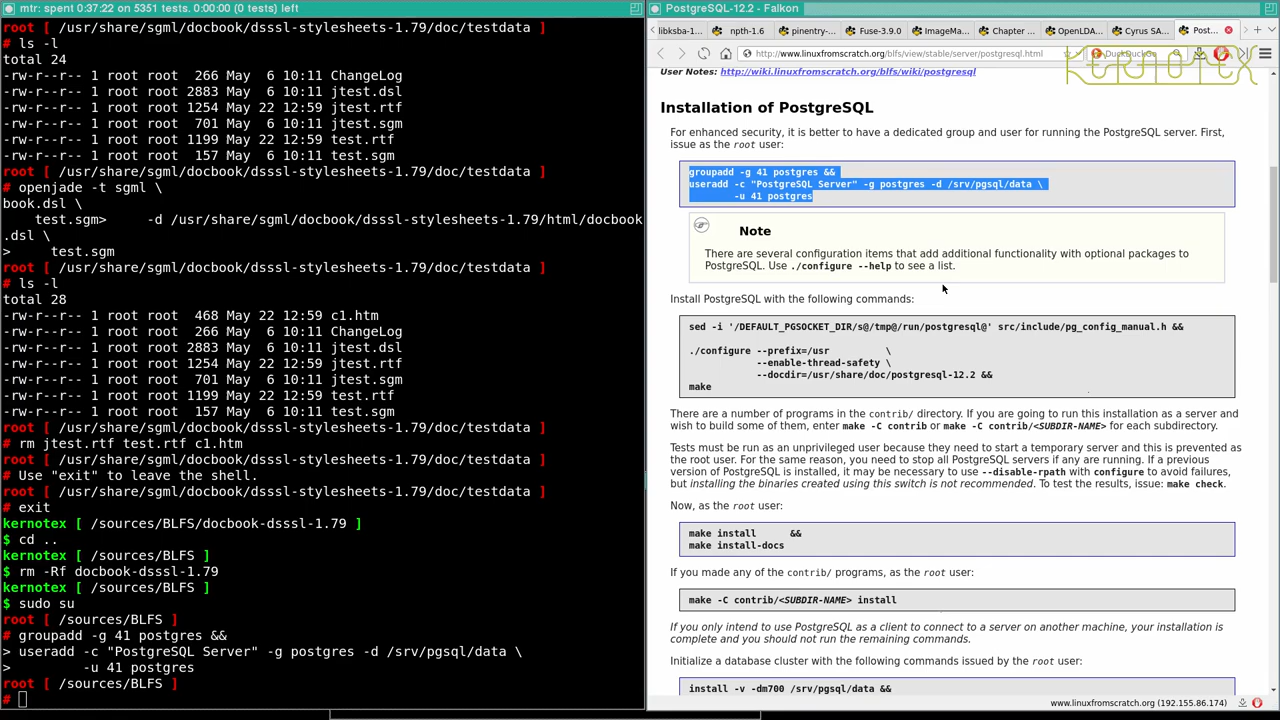 mtr: spent 0:37:22 on 5351 tests. 0:00:00 (0 %) left
root [ /usr/share/sgml/docbook/dsssl-stylesheets-1.79/doc/testdata ]
# ls -l
total 24
-rw-r--r-- 1 root root  266 May  6 10:11 ChangeLog
-rw-r--r-- 1 root root 2883 May  6 10:11 jtest.dsl
-rw-r--r-- 1 root root 1254 May 22 12:59 jtest.rtf
-rw-r--r-- 1 root root  701 May  6 10:11 jtest.sgm
-rw-r--r-- 1 root root 1199 May 22 12:59 test.rtf
-rw-r--r-- 1 root root  157 May  6 10:11 test.sgm
root [ /usr/share/sgml/docbook/dsssl-stylesheets-1.79/doc/testdata ]
# openjade -t sgml \
book.dsl \
    test.sgm>     -d /usr/share/sgml/docbook/dsssl-stylesheets-1.79/html/docbook
.dsl \
>     test.sgm
root [ /usr/share/sgml/docbook/dsssl-stylesheets-1.79/doc/testdata ]
# ls -l
total 28
-rw-r--r-- 1 root root  468 May 22 12:59 c1.htm
-rw-r--r-- 1 root root  266 May  6 10:11 ChangeLog
-rw-r--r-- 1 root root 2883 May  6 10:11 jtest.dsl
-rw-r--r-- 1 root root 1254 May 22 12:59 jtest.rtf
-rw-r--r-- 1 root root  701 May  6 10:11 jtest.sgm
-rw-r--r-- 1 root root 1199 May 22 12:59 test.rtf
-rw-r--r-- 1 root root  157 May  6 10:11 test.sgm
root [ /usr/share/sgml/docbook/dsssl-stylesheets-1.79/doc/testdata ]
# rm jtest.rtf test.rtf c1.htm
root [ /usr/share/sgml/docbook/dsssl-stylesheets-1.79/doc/testdata ]
# Use "exit" to leave the shell.
root [ /usr/share/sgml/docbook/dsssl-stylesheets-1.79/doc/testdata ]
# exit
kernotex [ /sources/BLFS/docbook-dsssl-1.79 ]
$ cd ..
kernotex [ /sources/BLFS ]
$ rm -Rf docbook-dsssl-1.79
kernotex [ /sources/BLFS ]
$ sudo su
root [ /sources/BLFS ]
# groupadd -g 41 postgres &&
> useradd -c "PostgreSQL Server" -g postgres -d /srv/pgsql/data \
>         -u 41 postgres
root [ /sources/BLFS ]
#
PostgreSQL-12.2 - Falkon
libksba-1... npth-1.6 pinentry-... Fuse-3.9.0 ImageMa... Chapter ... OpenLDA... Cyrus SA... Post...
http://www.linuxfromscratch.org/blfs/view/stable/server/postgresql.html DuckDuckGo
KERNOTEX
User Notes: http://wiki.linuxfromscratch.org/blfs/wiki/postgresql
Installation of PostgreSQL
For enhanced security, it is better to have a dedicated group and user for running the PostgreSQL server. First,
issue as the root user:
groupadd -g 41 postgres &&
useradd -c "PostgreSQL Server" -g postgres -d /srv/pgsql/data \
        -u 41 postgres
Note
There are several configuration items that add additional functionality with optional packages to
PostgreSQL. Use ./configure --help to see a list.
Install PostgreSQL with the following commands:
sed -i '/DEFAULT_PGSOCKET_DIR/s@/tmp@/run/postgresql@' src/include/pg_config_manual.h &&
./configure --prefix=/usr          \
            --enable-thread-safety \
            --docdir=/usr/share/doc/postgresql-12.2 &&
make
There are a number of programs in the contrib/ directory. If you are going to run this installation as a server and
wish to build some of them, enter make -C contrib or make -C contrib/<SUBDIR-NAME> for each subdirectory.
Tests must be run as an unprivileged user because they need to start a temporary server and this is prevented as
the root user. For the same reason, you need to stop all PostgreSQL servers if any are running. If a previous
version of PostgreSQL is installed, it may be necessary to use --disable-rpath with configure to avoid failures,
but installing the binaries created using this switch is not recommended. To test the results, issue: make check.
Now, as the root user:
make install      &&
make install-docs
If you made any of the contrib/ programs, as the root user:
make -C contrib/<SUBDIR-NAME> install
If you only intend to use PostgreSQL as a client to connect to a server on another machine, your installation is
complete and you should not run the remaining commands.
Initialize a database cluster with the following commands issued by the root user:
install -v -dm700 /srv/pgsql/data &&
www.linuxfromscratch.org (192.155.86.174)